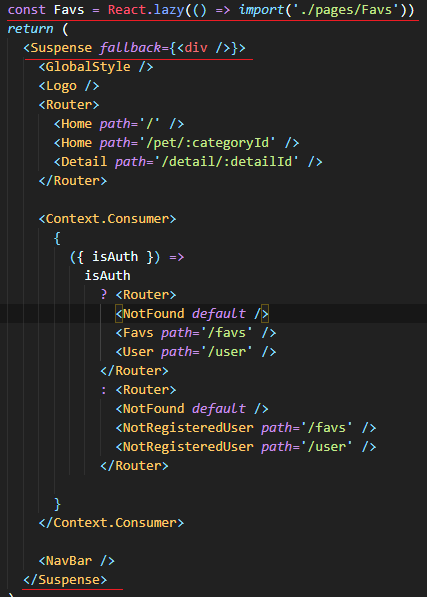 const Favs = React.lazy(() => import('./pages/Favs'))
return (
<Suspense fallback={<div />}>
<GlobalStyle />
<Logo />
<Router>
<Home path='/' />
<Home path='/pet/:categoryId' />
<Detail path='/detail/:detailId' />
</Router>
<Context.Consumer>
{
({ isAuth }) =>
isAuth
? <Router>
<NotFound default />
<Favs path='/favs' />
<User path='/user' />
</Router>
: <Router>
<NotFound default />
<NotRegisteredUser path='/favs' />
<NotRegisteredUser path='/user' />
</Router>
}
</Context.Consumer>
<NavBar />
</Suspense>